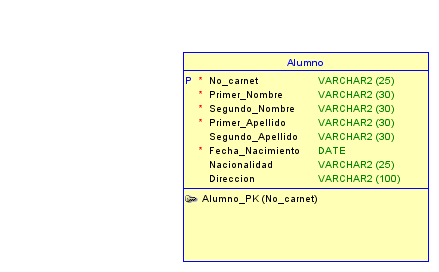 Alumno
P * No_carnet VARCHAR2 (25)
* Primer_Nombre VARCHAR2 (30)
* Segundo_Nombre VARCHAR2 (30)
* Primer_Apellido VARCHAR2 (30)
Segundo_Apellido VARCHAR2 (30)
* Fecha_Nacimiento DATE
Nacionalidad VARCHAR2 (25)
Direccion VARCHAR2 (100)
Alumno_PK (No_carnet)